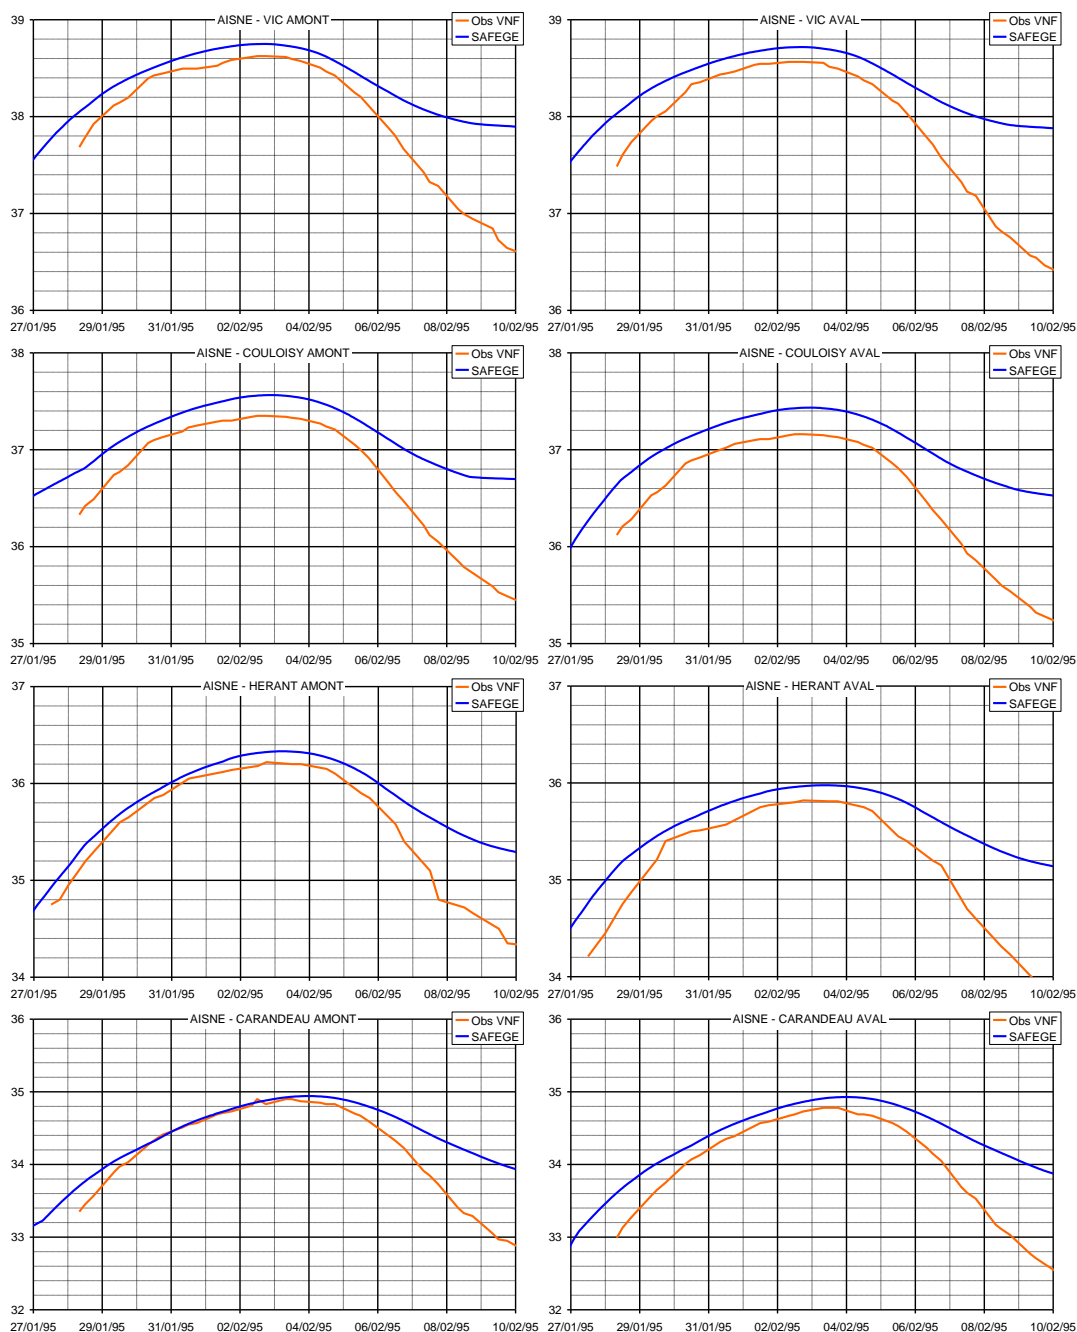 AISNE - VIC AMONT
Obs VNF
SAFEGE
39
38
37
36
27/01/95 29/01/95 31/01/95 02/02/95 04/02/95 06/02/95 08/02/95 10/02/95
AISNE - VIC AVAL
Obs VNF
SAFEGE
39
38
37
36
27/01/95 29/01/95 31/01/95 02/02/95 04/02/95 06/02/95 08/02/95 10/02/95
AISNE - COULOISY AMONT
Obs VNF
SAFEGE
38
37
36
35
27/01/95 29/01/95 31/01/95 02/02/95 04/02/95 06/02/95 08/02/95 10/02/95
AISNE - COULOISY AVAL
Obs VNF
SAFEGE
38
37
36
35
27/01/95 29/01/95 31/01/95 02/02/95 04/02/95 06/02/95 08/02/95 10/02/95
AISNE - HERANT AMONT
Obs VNF
SAFEGE
37
36
35
34
27/01/95 29/01/95 31/01/95 02/02/95 04/02/95 06/02/95 08/02/95 10/02/95
AISNE - HERANT AVAL
Obs VNF
SAFEGE
37
36
35
34
27/01/95 29/01/95 31/01/95 02/02/95 04/02/95 06/02/95 08/02/95 10/02/95
AISNE - CARANDEAU AMONT
Obs VNF
SAFEGE
36
35
34
33
32
27/01/95 29/01/95 31/01/95 02/02/95 04/02/95 06/02/95 08/02/95 10/02/95
AISNE - CARANDEAU AVAL
Obs VNF
SAFEGE
36
35
34
33
32
27/01/95 29/01/95 31/01/95 02/02/95 04/02/95 06/02/95 08/02/95 10/02/95